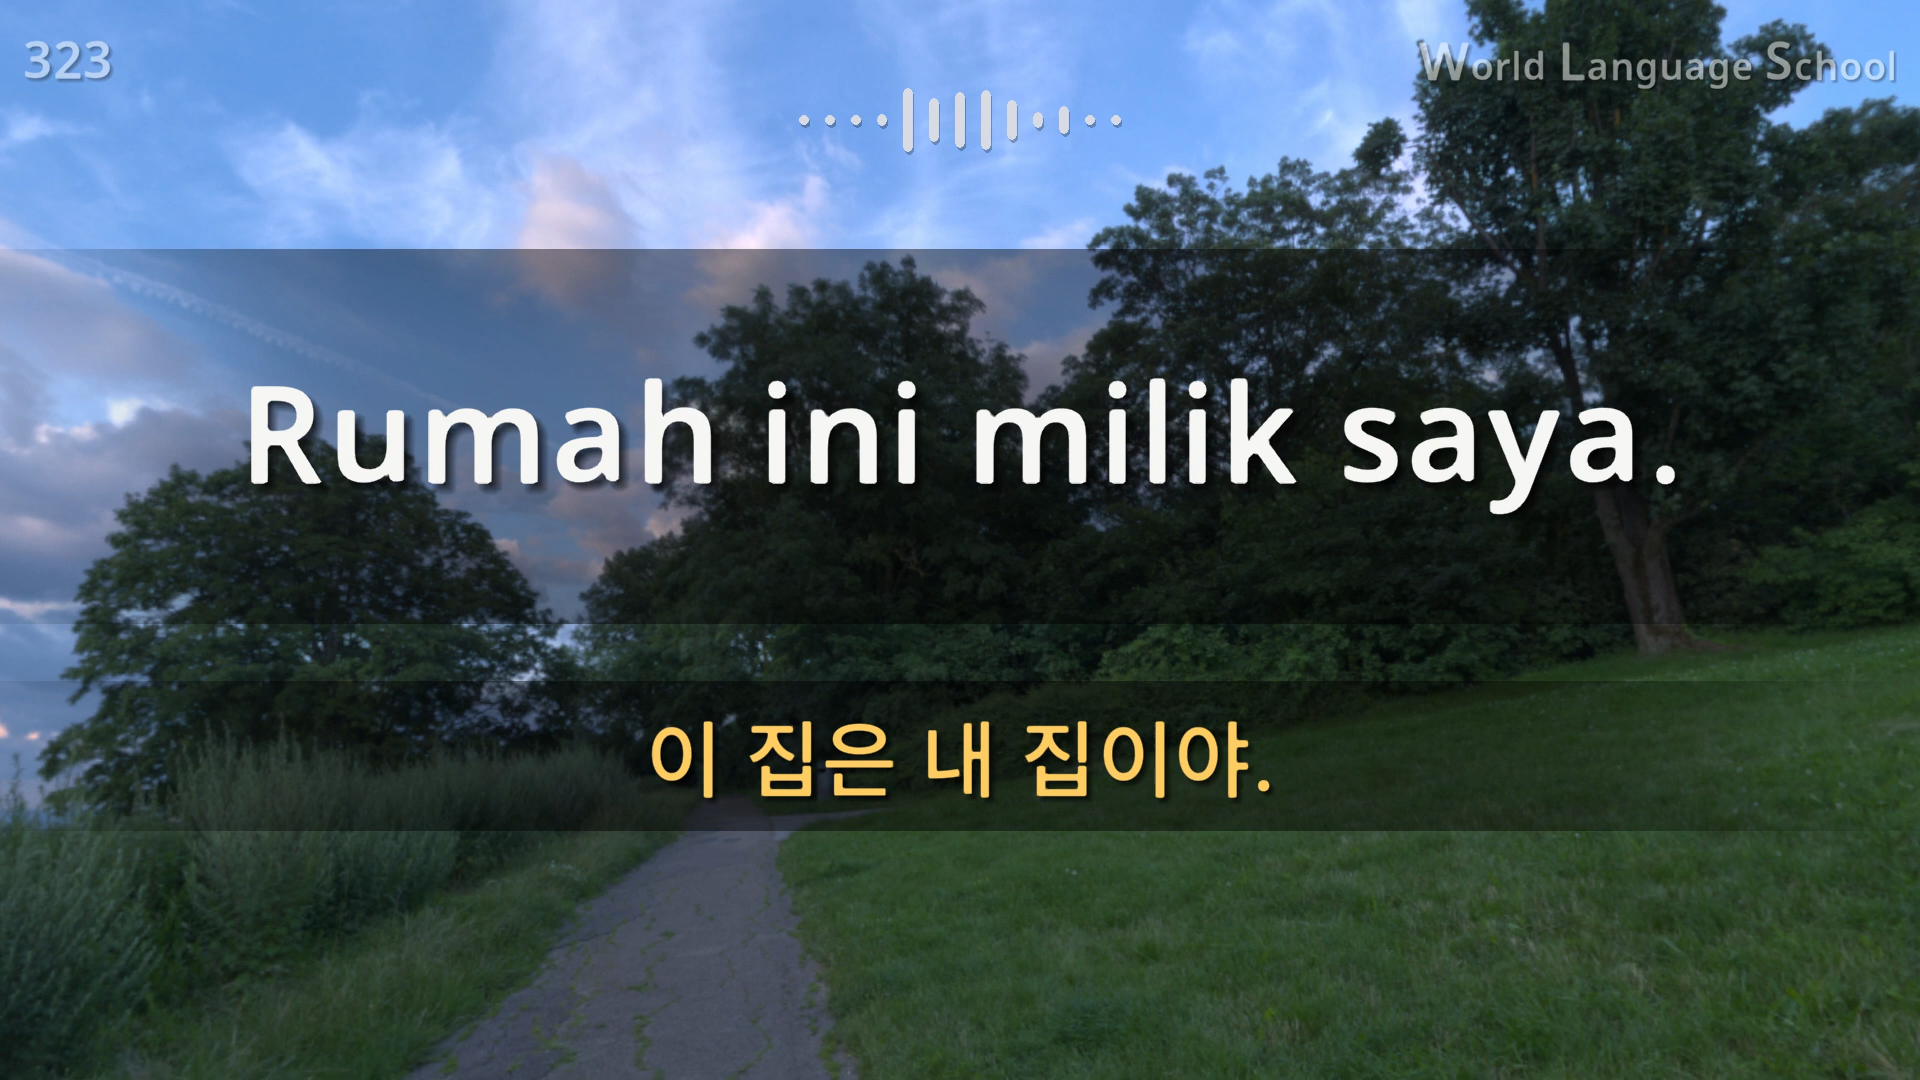 323
World Language School
Rumah ini milik saya.
이 집은 내 집이야.